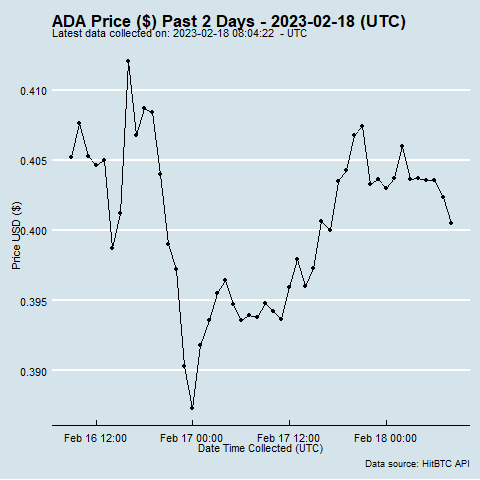 ADA Price ($) Past 2 Days - 2023-02-18 (UTC)
Latest data collected on: 2023-02-18 08:04:22  - UTC
Price USD ($)
0.410
0.405
0.400
0.395
0.390
Feb 16 12:00 Feb 17 00:00 Feb 17 12:00 Feb 18 00:00
Date Time Collected (UTC)
Data source: HitBTC API